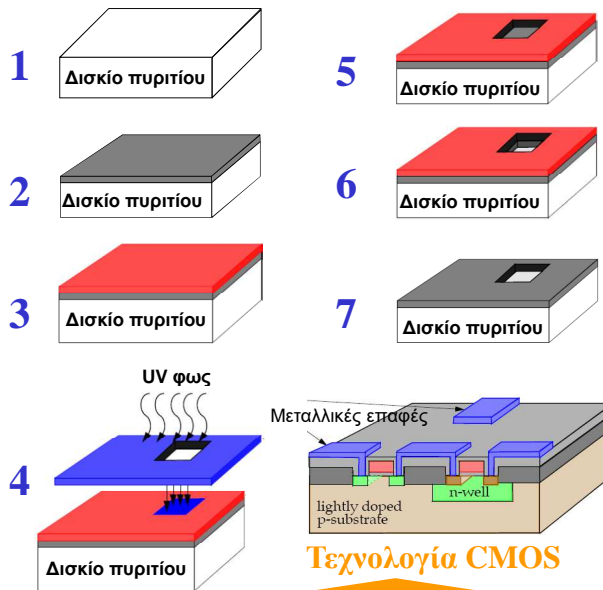 1
Δισκίο πυριτίου
2
Δισκίο πυριτίου
3
Δισκίο πυριτίου
UV φως
4
Δισκίο πυριτίου
5
Δισκίο πυριτίου
6
Δισκίο πυριτίου
7
Δισκίο πυριτίου
Μεταλλικές επαφές
n-well
lightly doped
p-substrate
Τεχνολογία CMOS